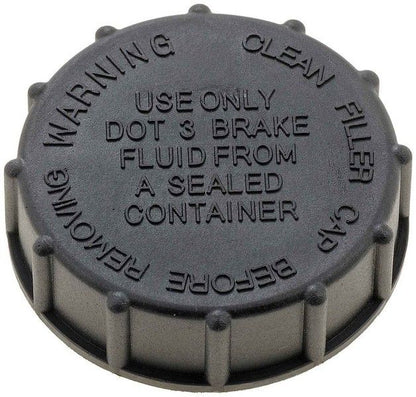 WARNING CLEAN FILLER CAP BEFORE REMOVING
USE ONLY
DOT 3 BRAKE
FLUID FROM
A SEALED
CONTAINER